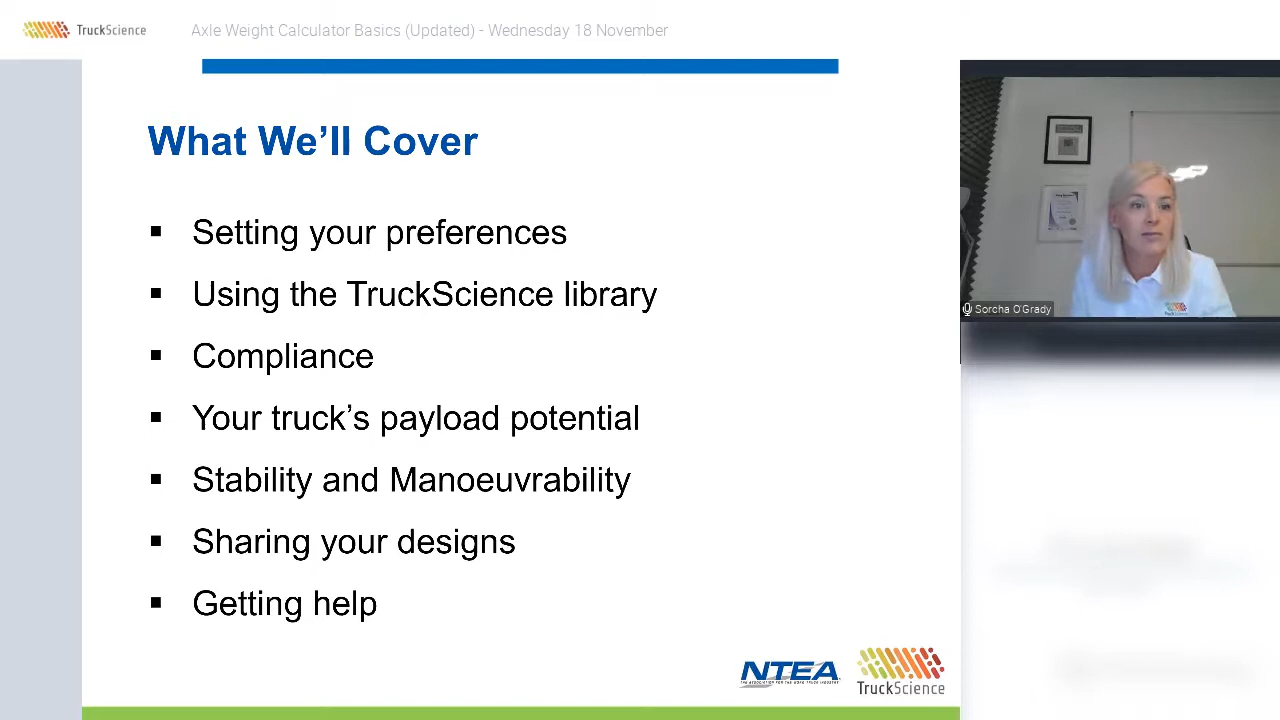 TruckScience
Axle Weight Calculator Basics (Updated) - Wednesday 18 November
What We’ll Cover
▪ Setting your preferences
▪ Using the TruckScience library
▪ Compliance
▪ Your truck’s payload potential
▪ Stability and Manoeuvrability
▪ Sharing your designs
▪ Getting help
Sorcha O'Grady
NTEA
THE ASSOCIATION FOR THE WORK TRUCK INDUSTRY
TruckScience